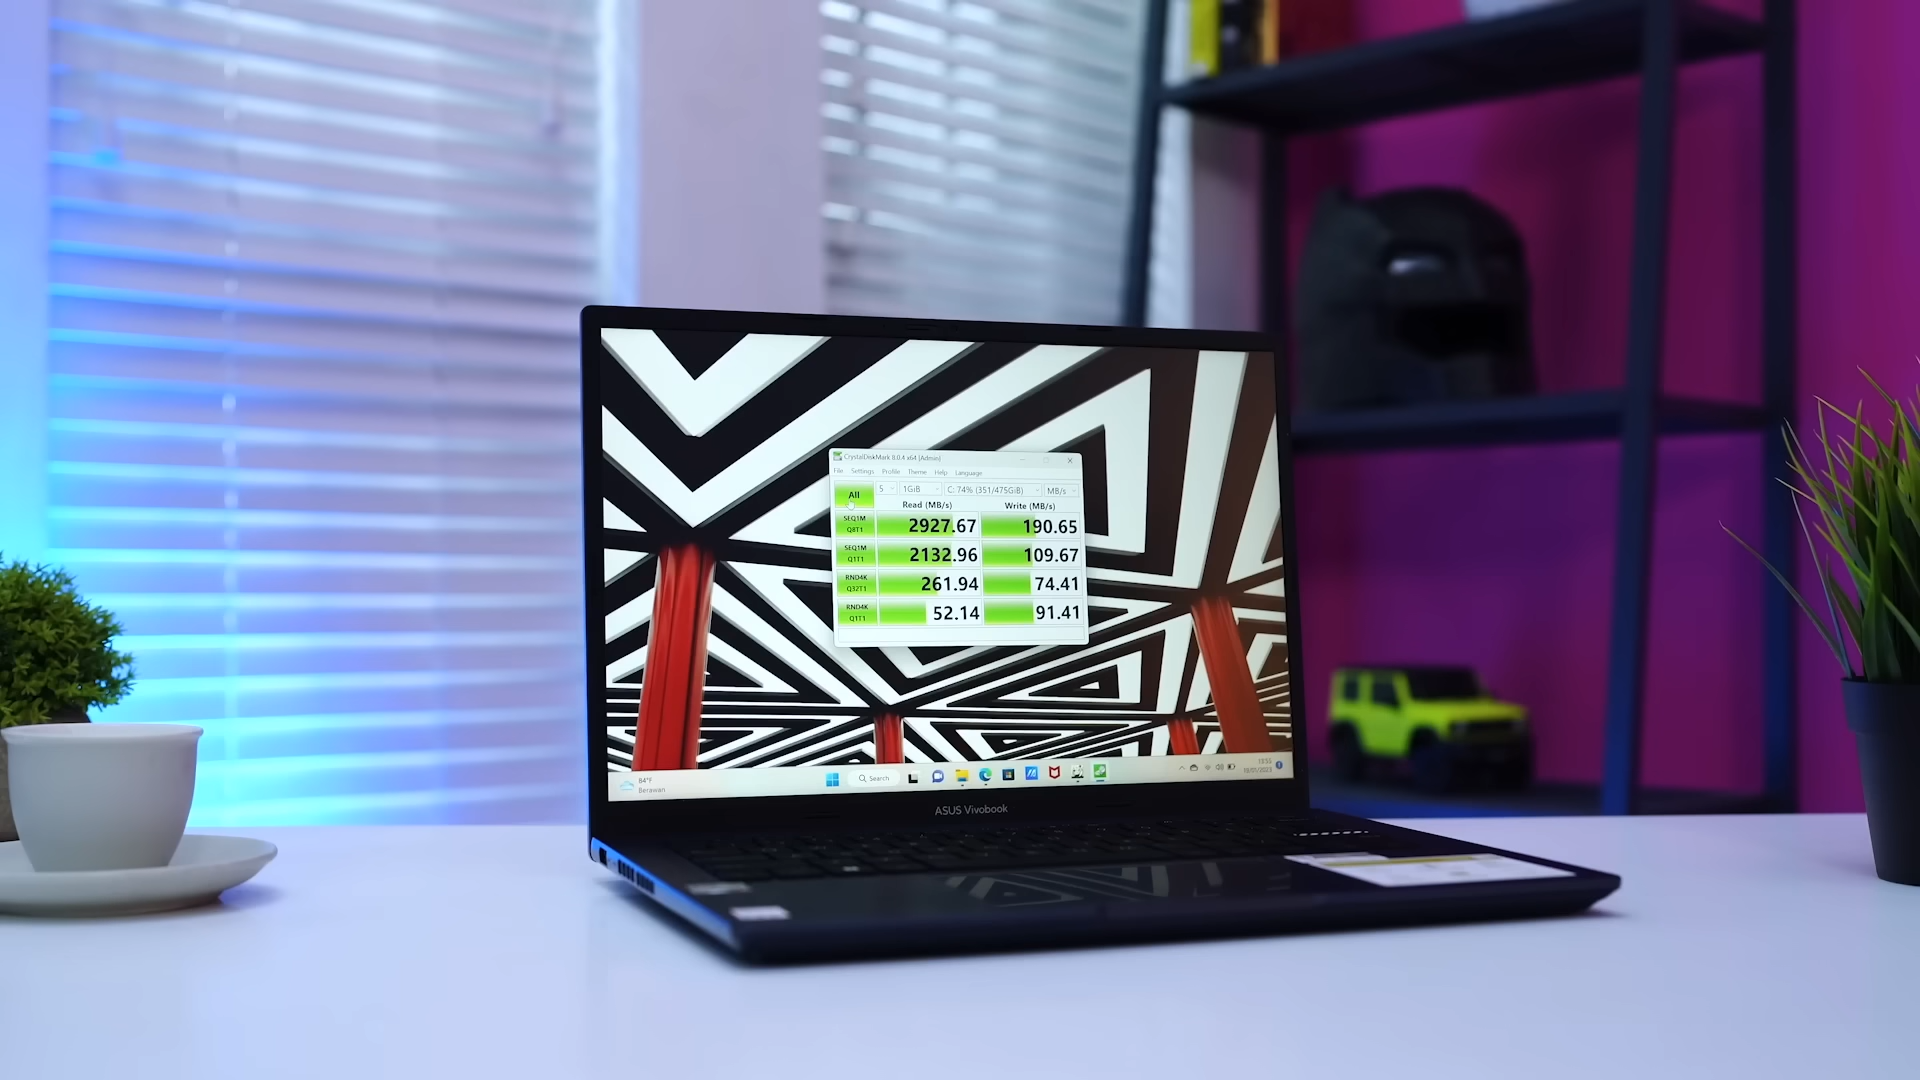 CrystalDiskMark 8.0.4 x64 [Admin]
File Settings Profile Theme Help Language
All 5 1GiB C: 74% (351/475GiB) MB/s
Read (MB/s) Write (MB/s)
SEQ1M Q8T1 2927.67 190.65
SEQ1M Q1T1 2132.96 109.67
RND4K Q32T1 261.94 74.41
RND4K Q1T1 52.14 91.41
84°F
Berawan
Search
13:55
ASUS Vivobook